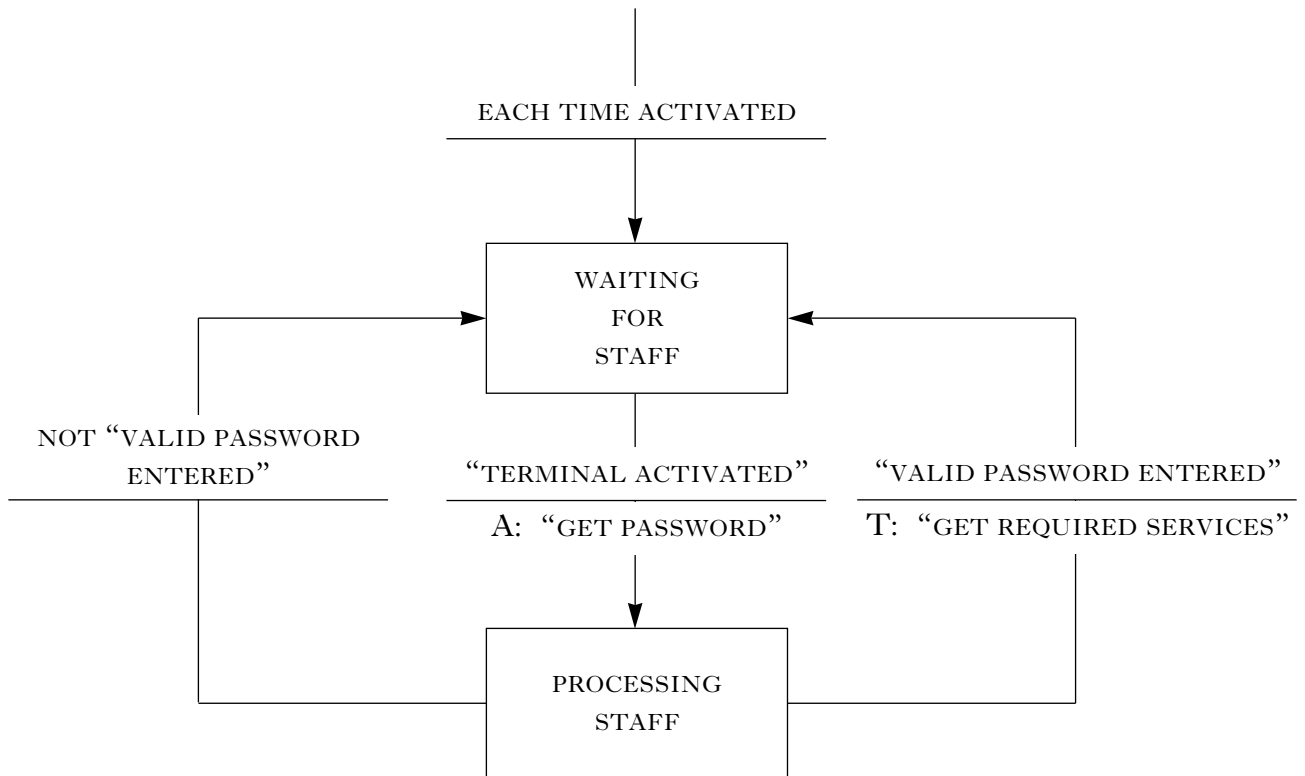 EACH TIME ACTIVATED
WAITING
FOR
STAFF
NOT “VALID PASSWORD
ENTERED”
“TERMINAL ACTIVATED”
A: “GET PASSWORD”
“VALID PASSWORD ENTERED”
T: “GET REQUIRED SERVICES”
PROCESSING
STAFF